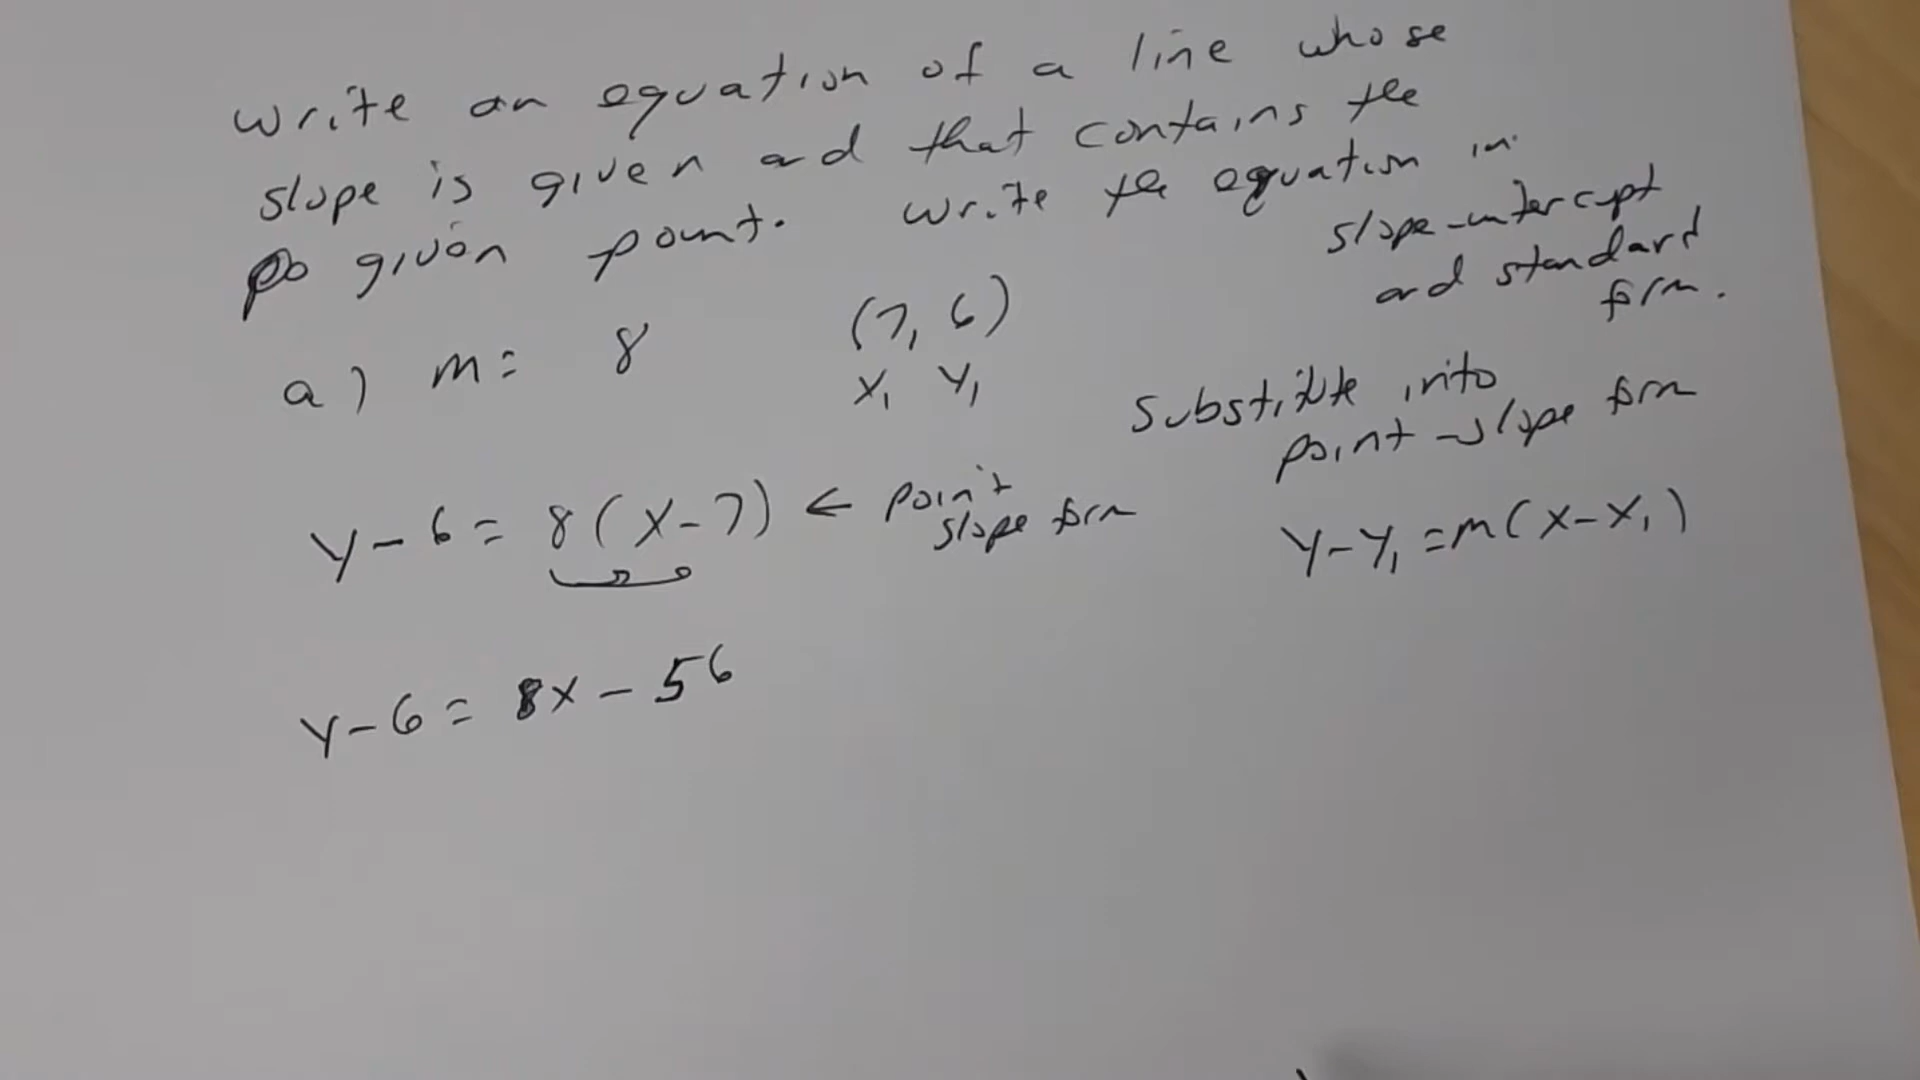 write an equation of a line whose
slope is given and that contains the
given point. write the equation in
slope-intercept
and standard
form.
a) m = 8 (7, 6)
x₁ y₁
Substitute into
point-slope form
y - 6 = 8(x - 7) ← point
slope form
y - y₁ = m(x - x₁)
y - 6 = 8x - 56